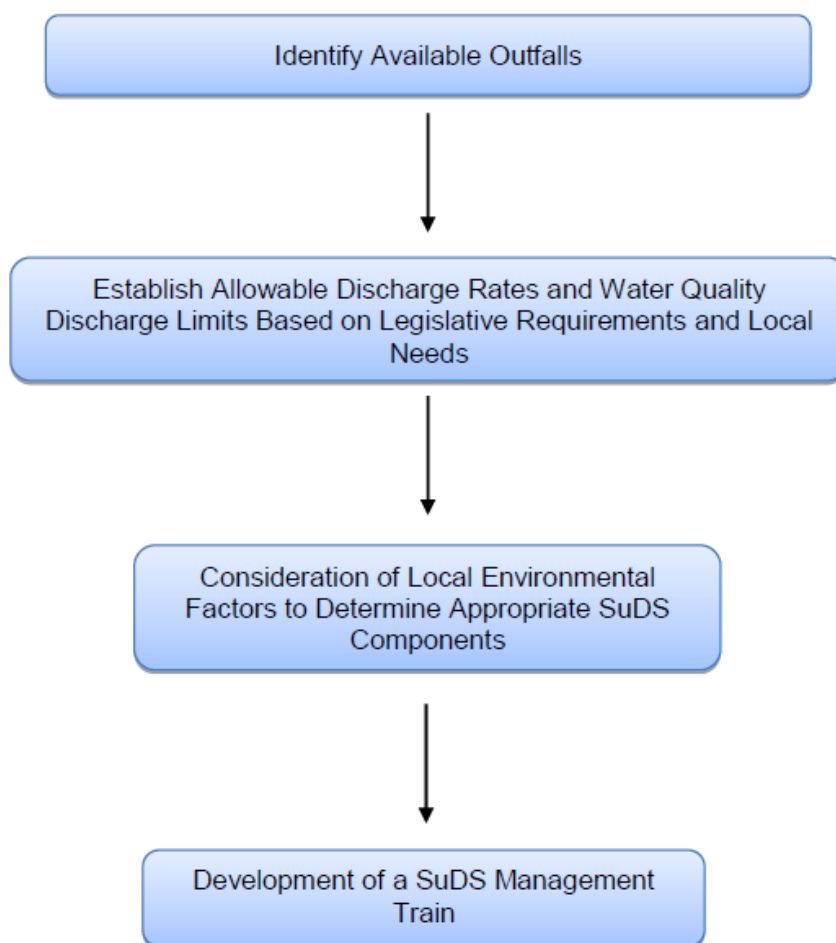 Identify Available Outfalls
Establish Allowable Discharge Rates and Water Quality
Discharge Limits Based on Legislative Requirements and Local
Needs
Consideration of Local Environmental
Factors to Determine Appropriate SuDS
Components
Development of a SuDS Management
Train